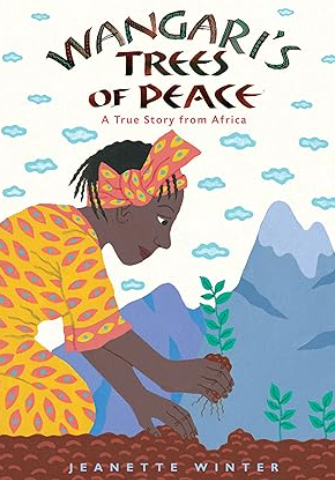 WANGARI'S
TREES
OF PEACE
A True Story from Africa
JEANETTE WINTER